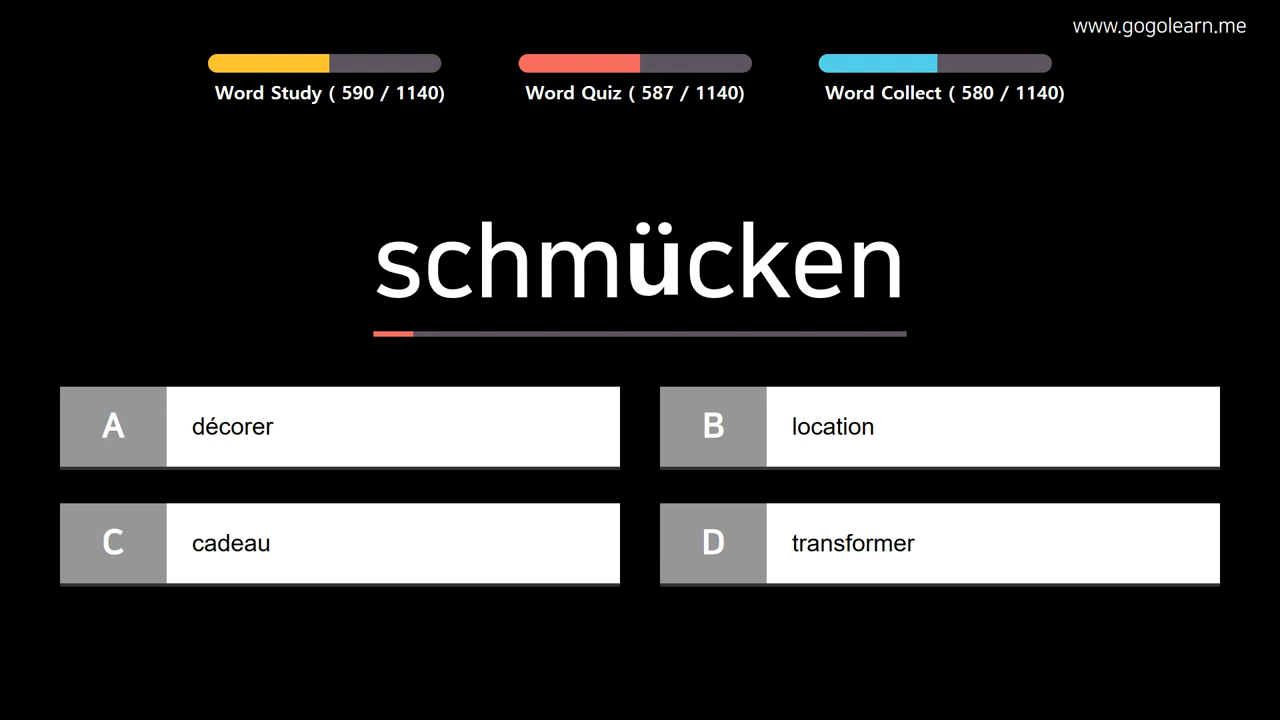 www.gogolearn.me
Word Study ( 590 / 1140)
Word Quiz ( 587 / 1140)
Word Collect ( 580 / 1140)
schmücken
A décorer
B location
C cadeau
D transformer